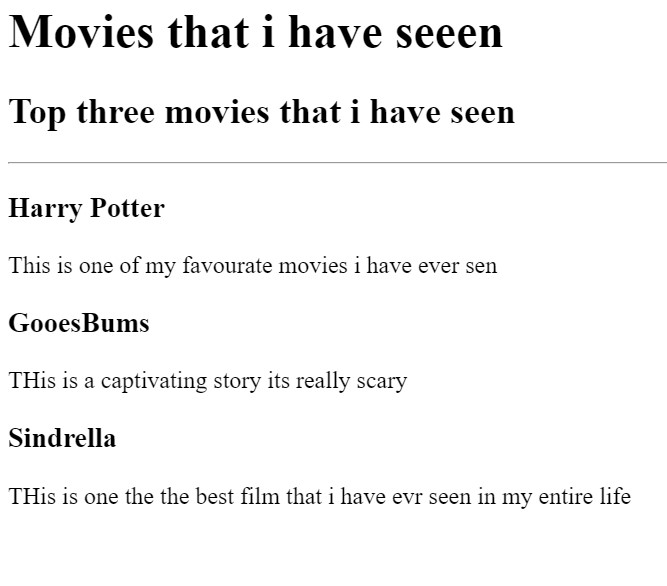 Movies that i have seeen
Top three movies that i have seen
Harry Potter
This is one of my favourate movies i have ever sen
GooesBums
THis is a captivating story its really scary
Sindrella
THis is one the the best film that i have evr seen in my entire life